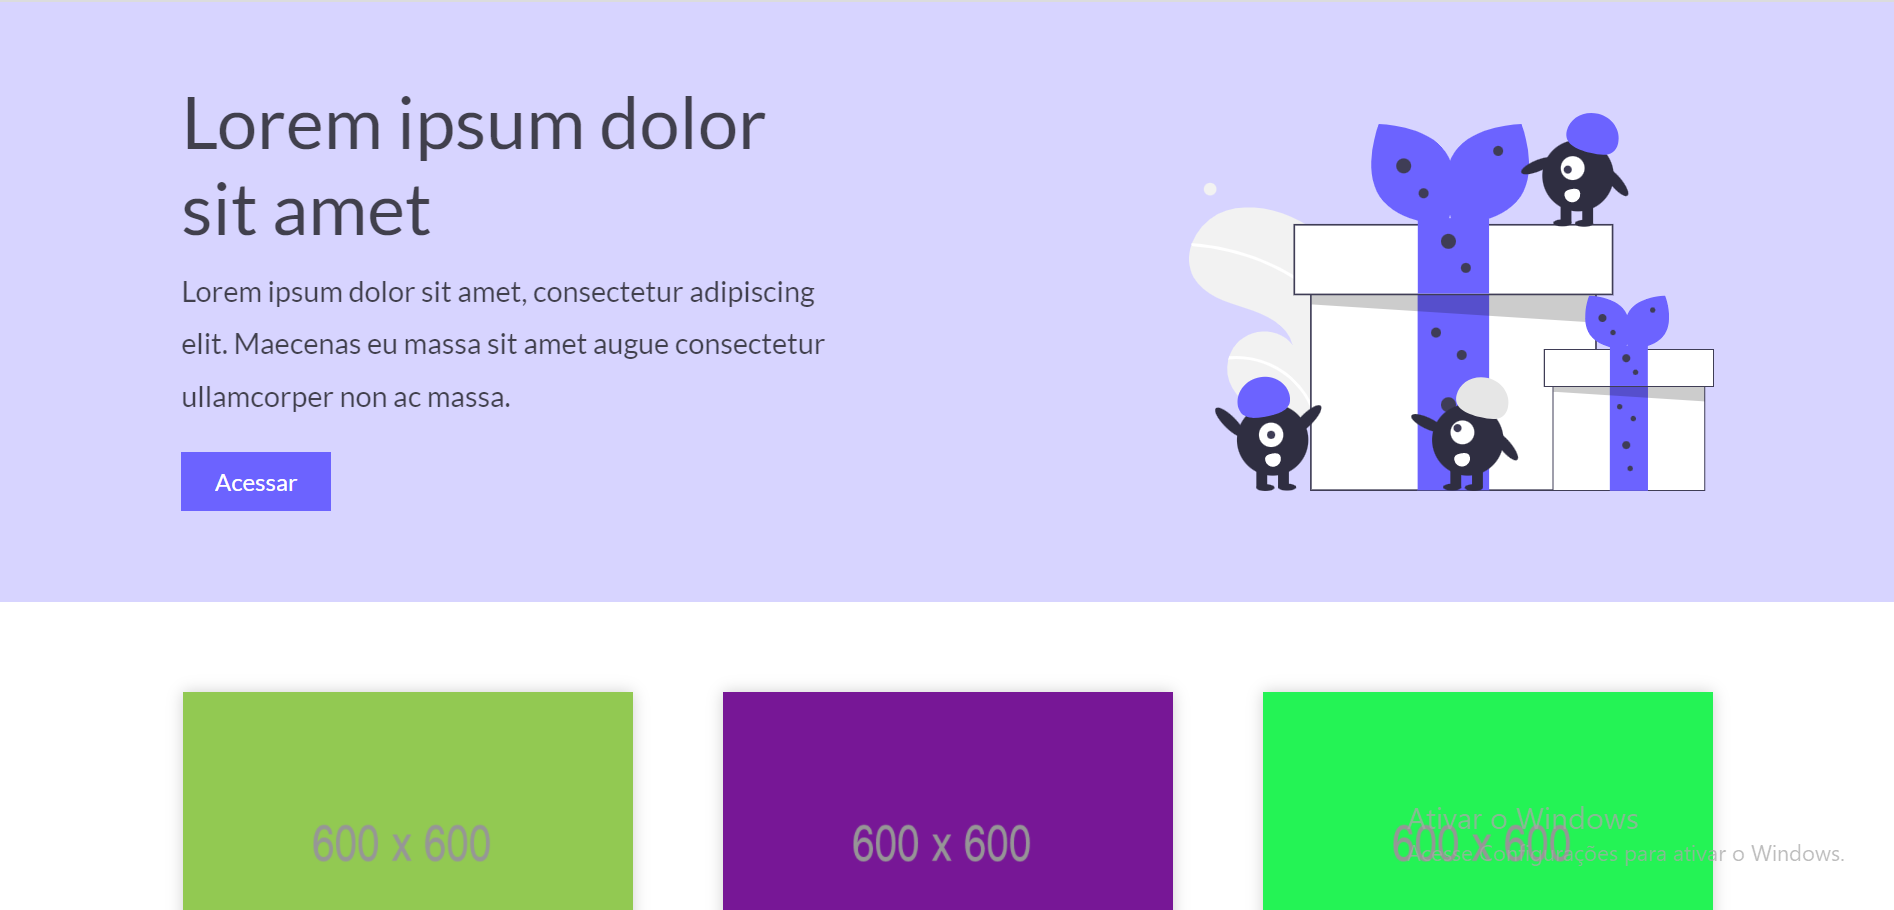 Lorem ipsum dolor
sit amet
Lorem ipsum dolor sit amet, consectetur adipiscing
elit. Maecenas eu massa sit amet augue consectetur
ullamcorper non ac massa.
Acessar
600 x 600
600 x 600
600 x 600
Ativar o Windows
Acesse Configurações para ativar o Windows.